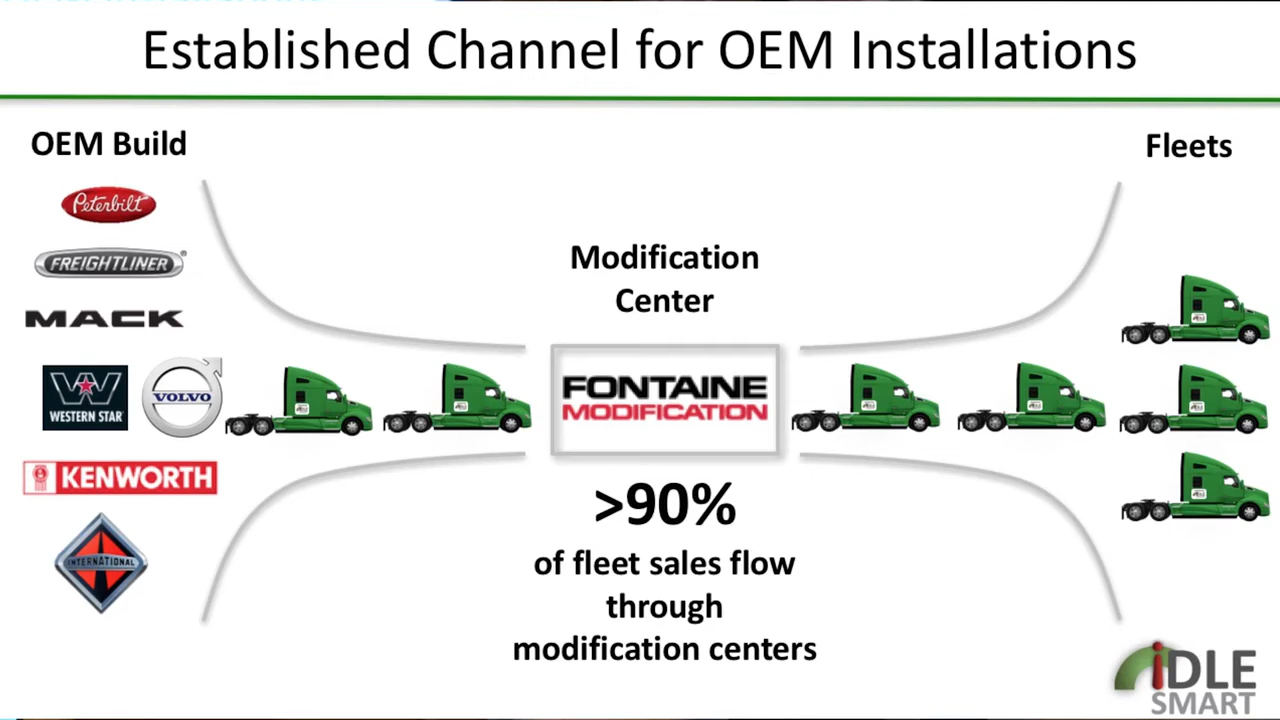 Established Channel for OEM Installations
OEM Build
Fleets
Peterbilt
FREIGHTLINER®
MACK
WESTERN STAR
VOLVO
KENWORTH
INTERNATIONAL
Modification
Center
FONTAINE
MODIFICATION
>90%
of fleet sales flow
through
modification centers
iDLE
SMART